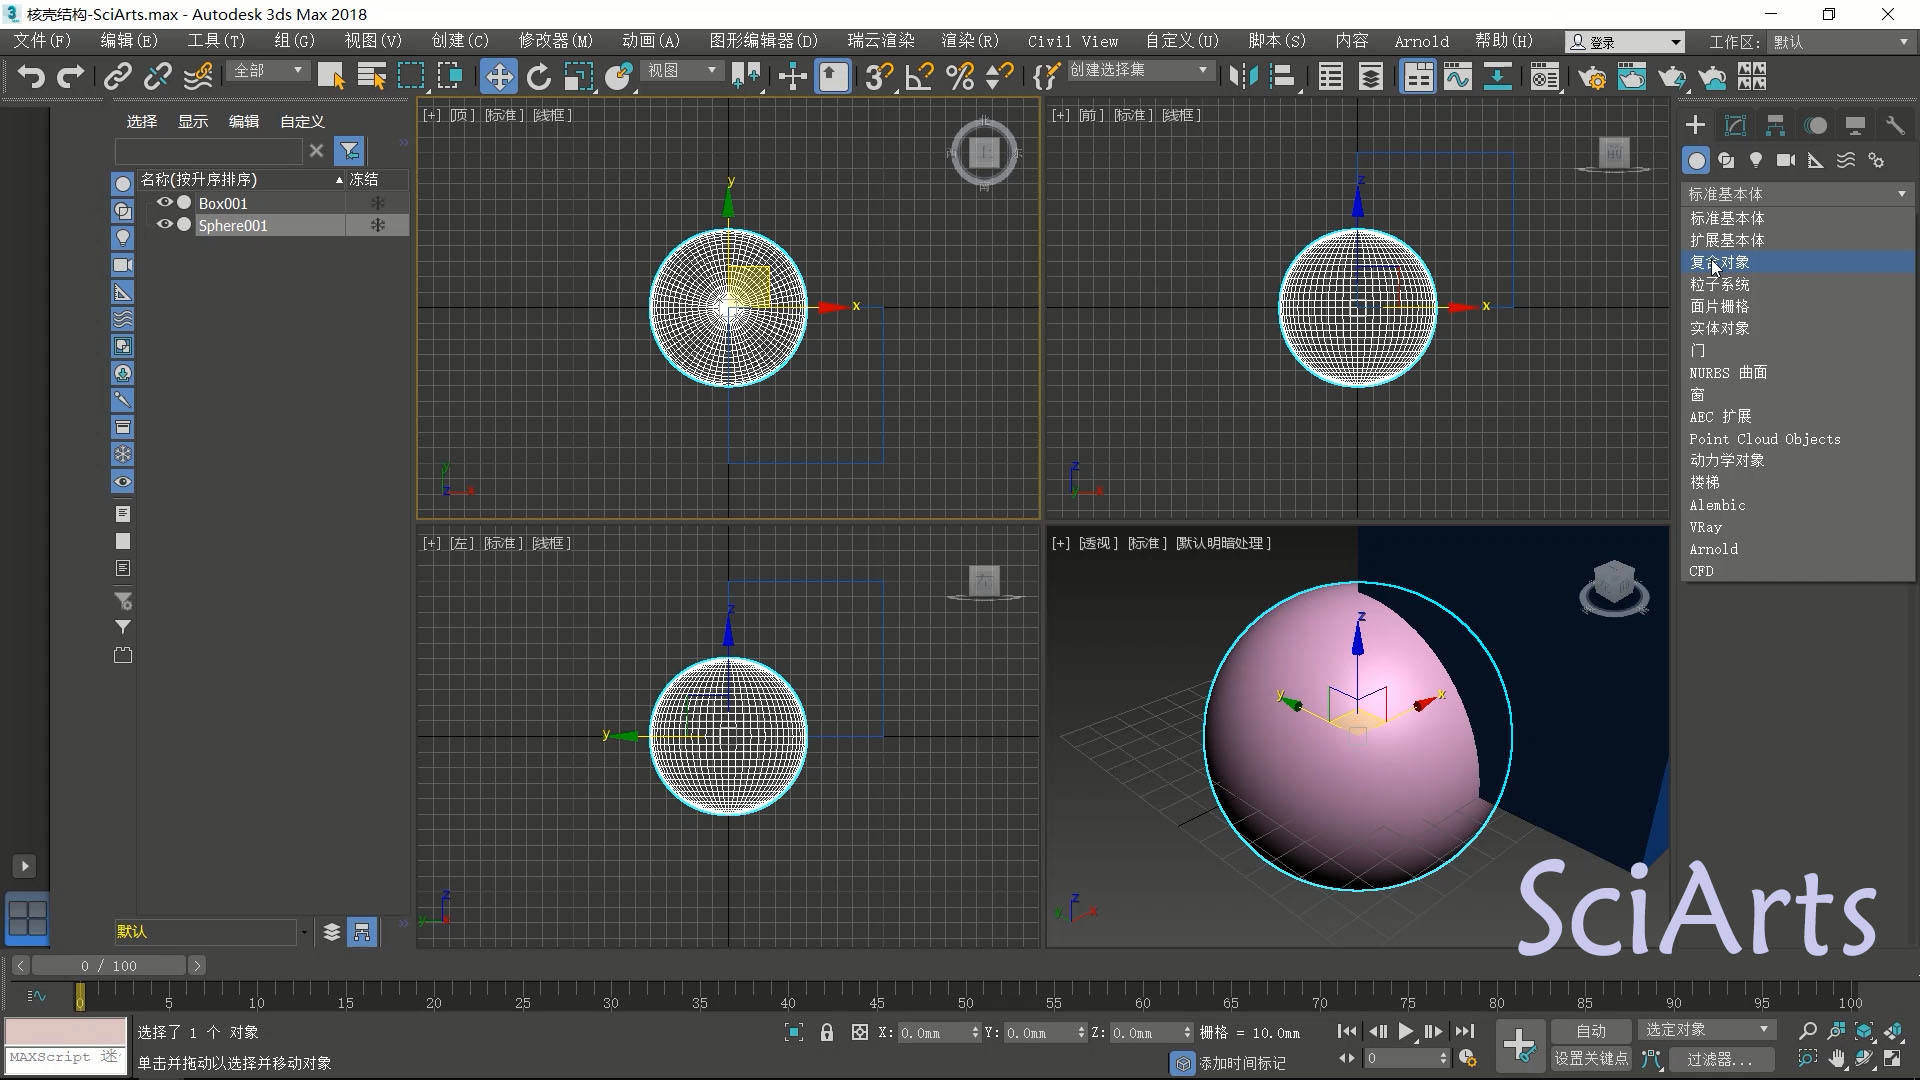 核壳结构-SciArts.max - Autodesk 3ds Max 2018
文件(F) 编辑(E) 工具(T) 组(G) 视图(V) 创建(C) 修改器(M) 动画(A) 图形编辑器(D) 瑞云渲染 渲染(R) Civil View 自定义(U) 脚本(S) 内容 Arnold 帮助(H) 登录 工作区: 默认
全部 视图 创建选择集
选择 显示 编辑 自定义
名称(按升序排序) 冻结
Box001
Sphere001
[+] [顶] [标准] [线框]
北
上
东
南
y
x
[+] [前] [标准] [线框]
前
z
x
[+] [左] [标准] [线框]
左
z
y
[+] [透视] [标准] [默认明暗处理]
z
y
x
标准基本体
标准基本体
扩展基本体
复合对象
粒子系统
面片栅格
实体对象
门
NURBS 曲面
窗
AEC 扩展
Point Cloud Objects
动力学对象
楼梯
Alembic
VRay
Arnold
CFD
SciArts
默认
0 / 100
0 5 10 15 20 25 30 35 40 45 50 55 60 65 70 75 80 85 90 95 100
选择了 1 个 对象
X: 0.0mm Y: 0.0mm Z: 0.0mm 栅格 = 10.0mm
自动 选定对象
MAXScript 迷
单击并拖动以选择并移动对象
添加时间标记
0
设置关键点 过滤器...